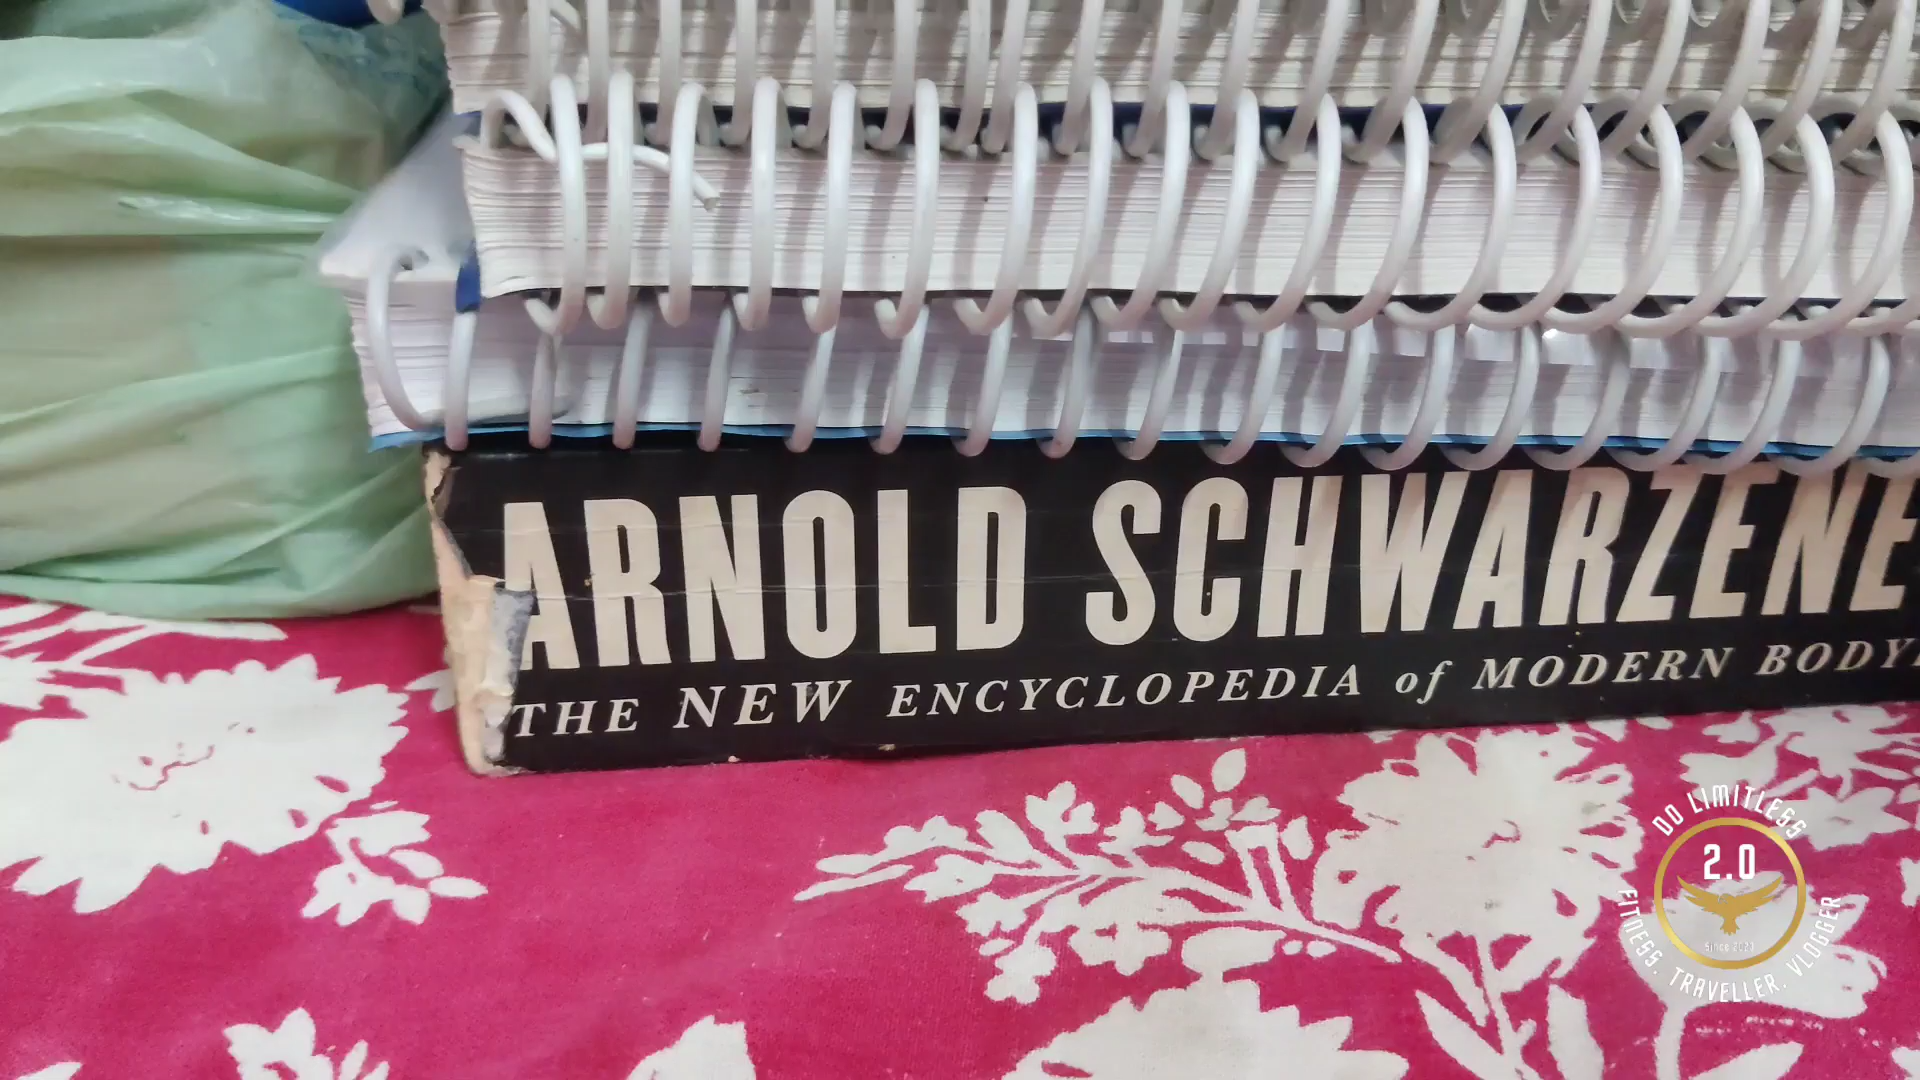 ARNOLD SCHWARZENE
THE NEW ENCYCLOPEDIA of MODERN BODY
DO LIMITLESS
2.0
Since 2023
FITNESS. TRAVELLER. VLOGGER